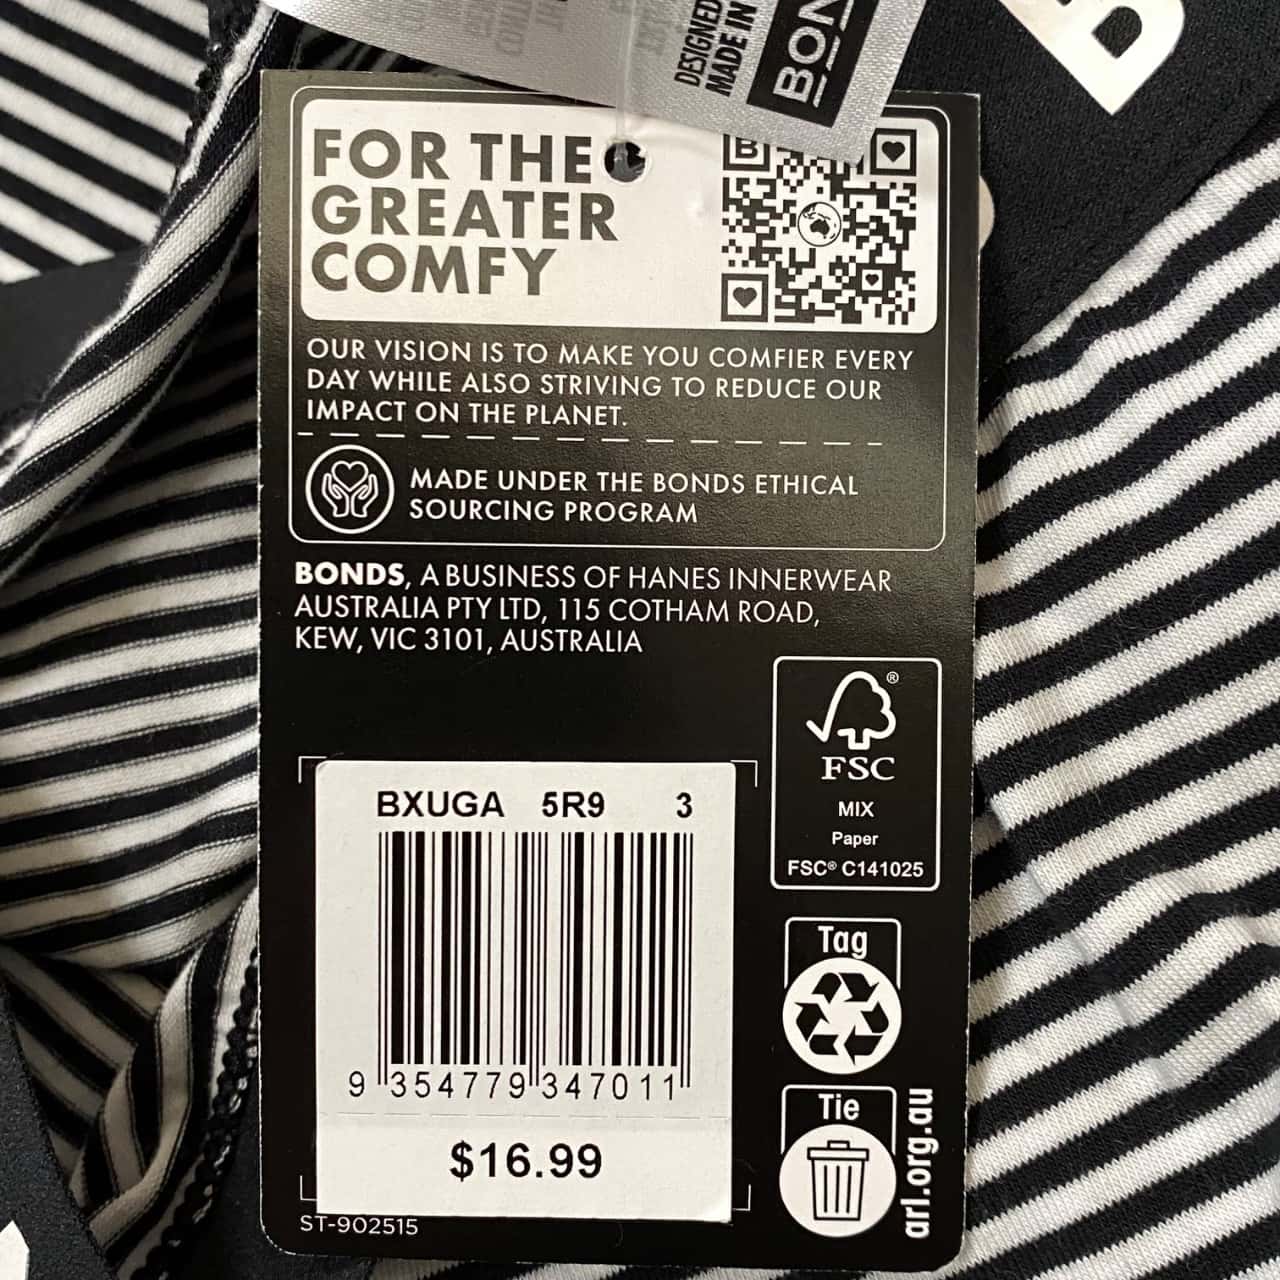 DESIGNED
MADE IN
BON
B
FOR THE
GREATER
COMFY
OUR VISION IS TO MAKE YOU COMFIER EVERY
DAY WHILE ALSO STRIVING TO REDUCE OUR
IMPACT ON THE PLANET.
MADE UNDER THE BONDS ETHICAL
SOURCING PROGRAM
BONDS, A BUSINESS OF HANES INNERWEAR
AUSTRALIA PTY LTD, 115 COTHAM ROAD,
KEW, VIC 3101, AUSTRALIA
FSC
MIX
Paper
FSC® C141025
BXUGA 5R9 3
9 354779 347011
$16.99
ST-902515
Tag
Tie
arl.org.au